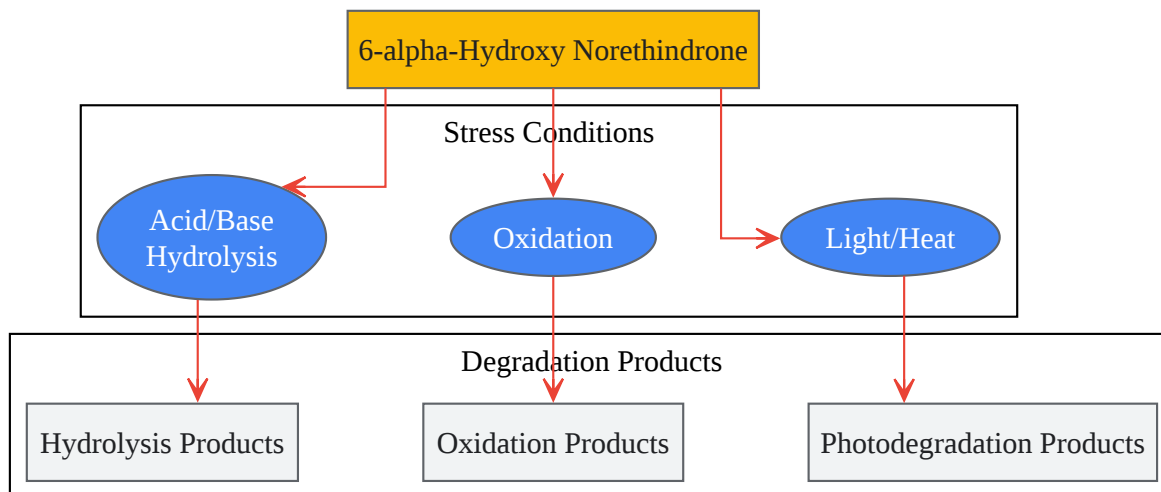 6-alpha-Hydroxy Norethindrone
Stress Conditions
Acid/Base
Hydrolysis
Oxidation
Light/Heat
Degradation Products
Hydrolysis Products
Oxidation Products
Photodegradation Products